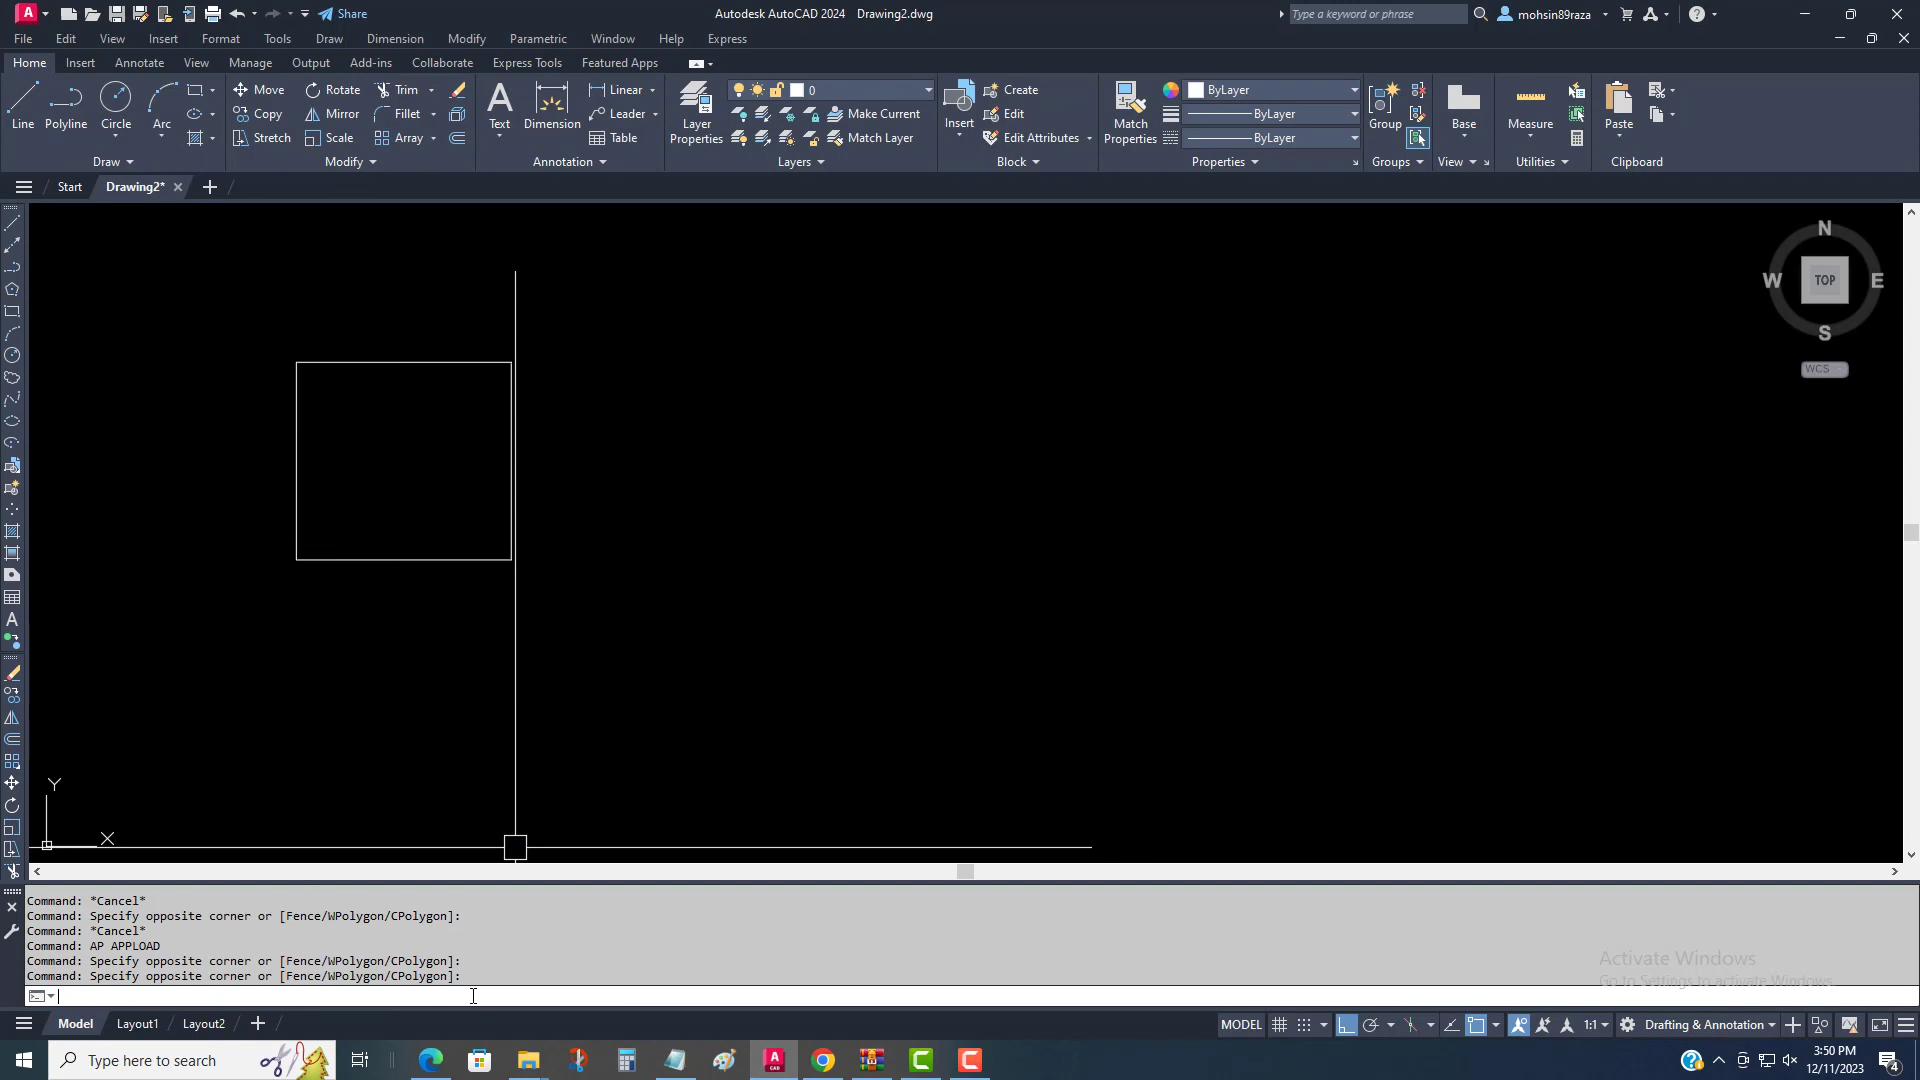 Share
Autodesk AutoCAD 2024   Drawing2.dwg
Type a keyword or phrase
mohsin89raza
File Edit View Insert Format Tools Draw Dimension Modify Parametric Window Help Express
Home Insert Annotate View Manage Output Add-ins Collaborate Express Tools Featured Apps
Line Polyline Circle Arc
Draw
Move Rotate Trim
Copy Mirror Fillet
Stretch Scale Array
Modify
Text Dimension
Linear
Leader
Table
Annotation
Layer
Properties
0
Make Current
Match Layer
Layers
Insert
Create
Edit
Edit Attributes
Block
Match
Properties
ByLayer
ByLayer
ByLayer
Properties
Group
Groups
Base
View
Measure
Utilities
Paste
Clipboard
Start Drawing2*
N
W TOP E
S
WCS
Y
X
Command: *Cancel*
Command: Specify opposite corner or [Fence/WPolygon/CPolygon]:
Command: *Cancel*
Command: AP APPLOAD
Command: Specify opposite corner or [Fence/WPolygon/CPolygon]:
Command: Specify opposite corner or [Fence/WPolygon/CPolygon]:
Activate Windows
Go to Settings to activate Windows.
Model Layout1 Layout2
MODEL 1:1 Drafting & Annotation
Type here to search
3:50 PM
12/11/2023
4